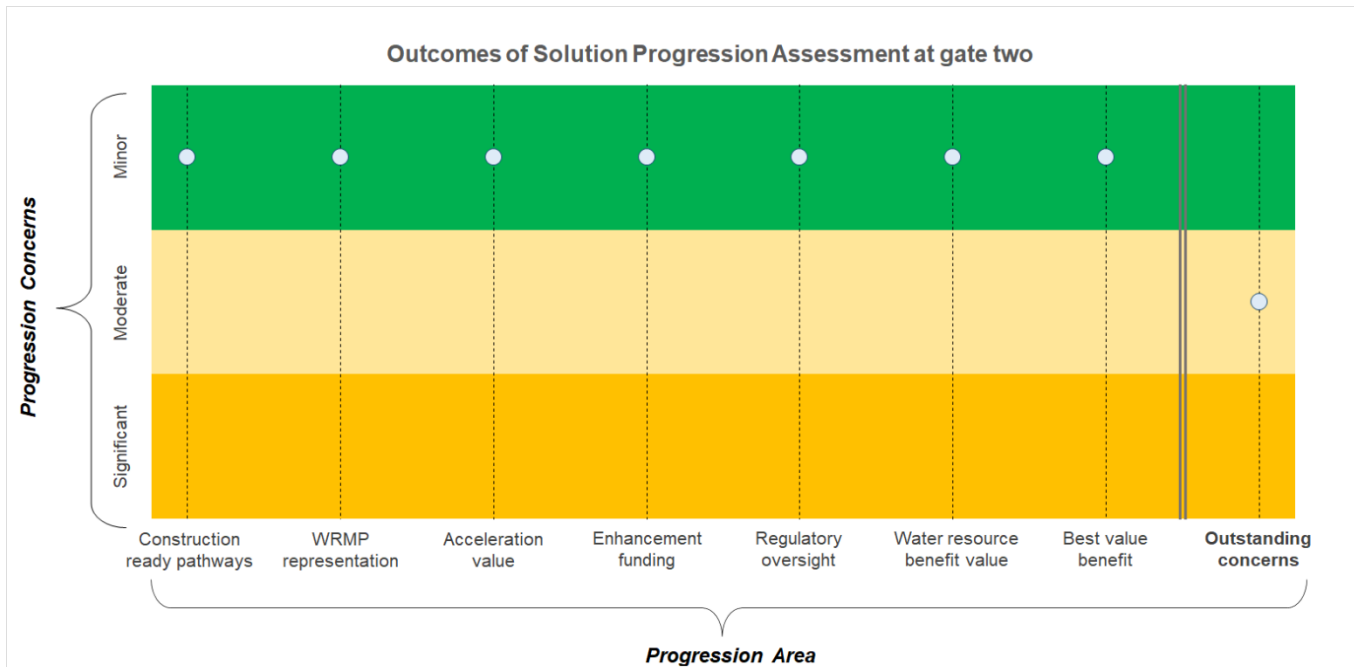 Outcomes of Solution Progression Assessment at gate two
Progression Concerns
Minor
Moderate
Significant
Construction
ready pathways
WRMP
representation
Acceleration
value
Enhancement
funding
Regulatory
oversight
Water resource
benefit value
Best value
benefit
Outstanding
concerns
Progression Area